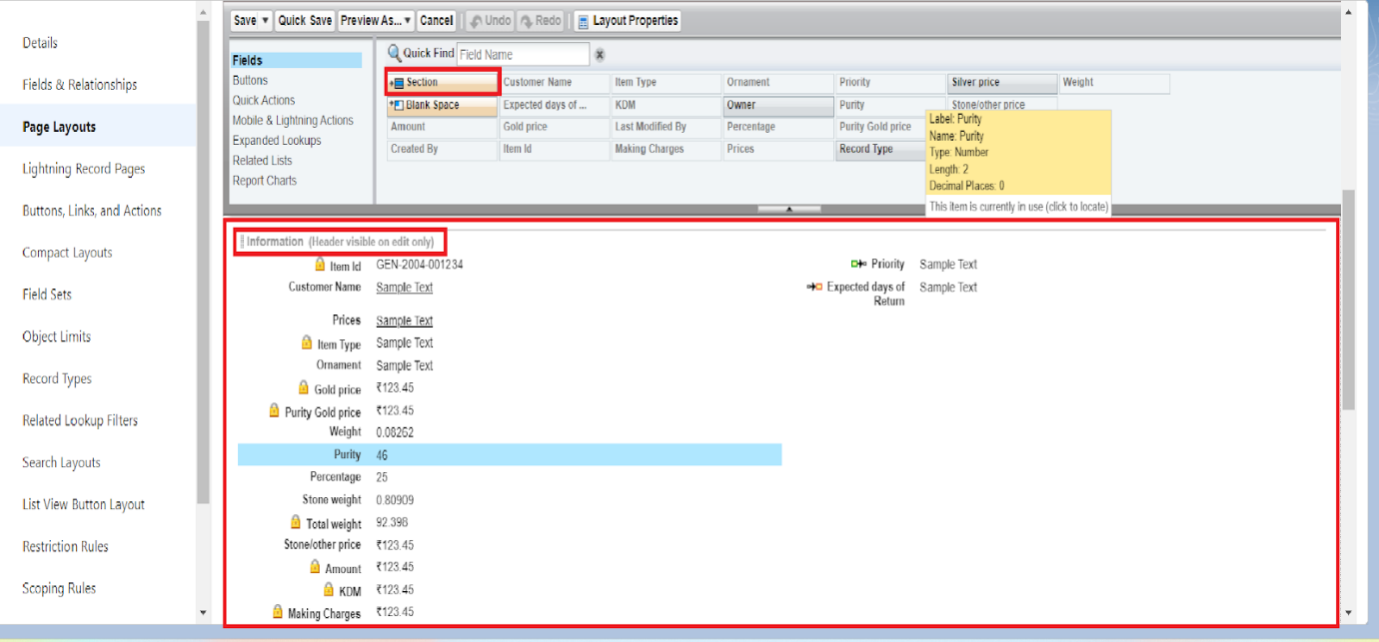 Details
Fields & Relationships
Page Layouts
Lightning Record Pages
Buttons, Links, and Actions
Compact Layouts
Field Sets
Object Limits
Record Types
Related Lookup Filters
Search Layouts
List View Button Layout
Restriction Rules
Scoping Rules
Save Quick Save Preview As... Cancel Undo Redo Layout Properties
Fields
Buttons
Quick Actions
Mobile & Lightning Actions
Expanded Lookups
Related Lists
Report Charts
Quick Find Field Name
Section Customer Name Item Type Ornament Priority Silver price Weight
Blank Space Expected days of ... KDM Owner Purity Stone/other price
Amount Gold price Last Modified By Percentage Purity Gold price
Created By Item Id Making Charges Prices Record Type
Label: Purity
Name: Purity
Type: Number
Length: 2
Decimal Places: 0
This item is currently in use (click to locate)
Information (Header visible on edit only)
Item Id GEN-2004-001234 Priority Sample Text
Customer Name Sample Text Expected days of Sample Text
Return
Prices Sample Text
Item Type Sample Text
Ornament Sample Text
Gold price ₹123.45
Purity Gold price ₹123.45
Weight 0.08262
Purity 46
Percentage 25
Stone weight 0.80909
Total weight 92.398
Stone/other price ₹123.45
Amount ₹123.45
KDM ₹123.45
Making Charges ₹123.45